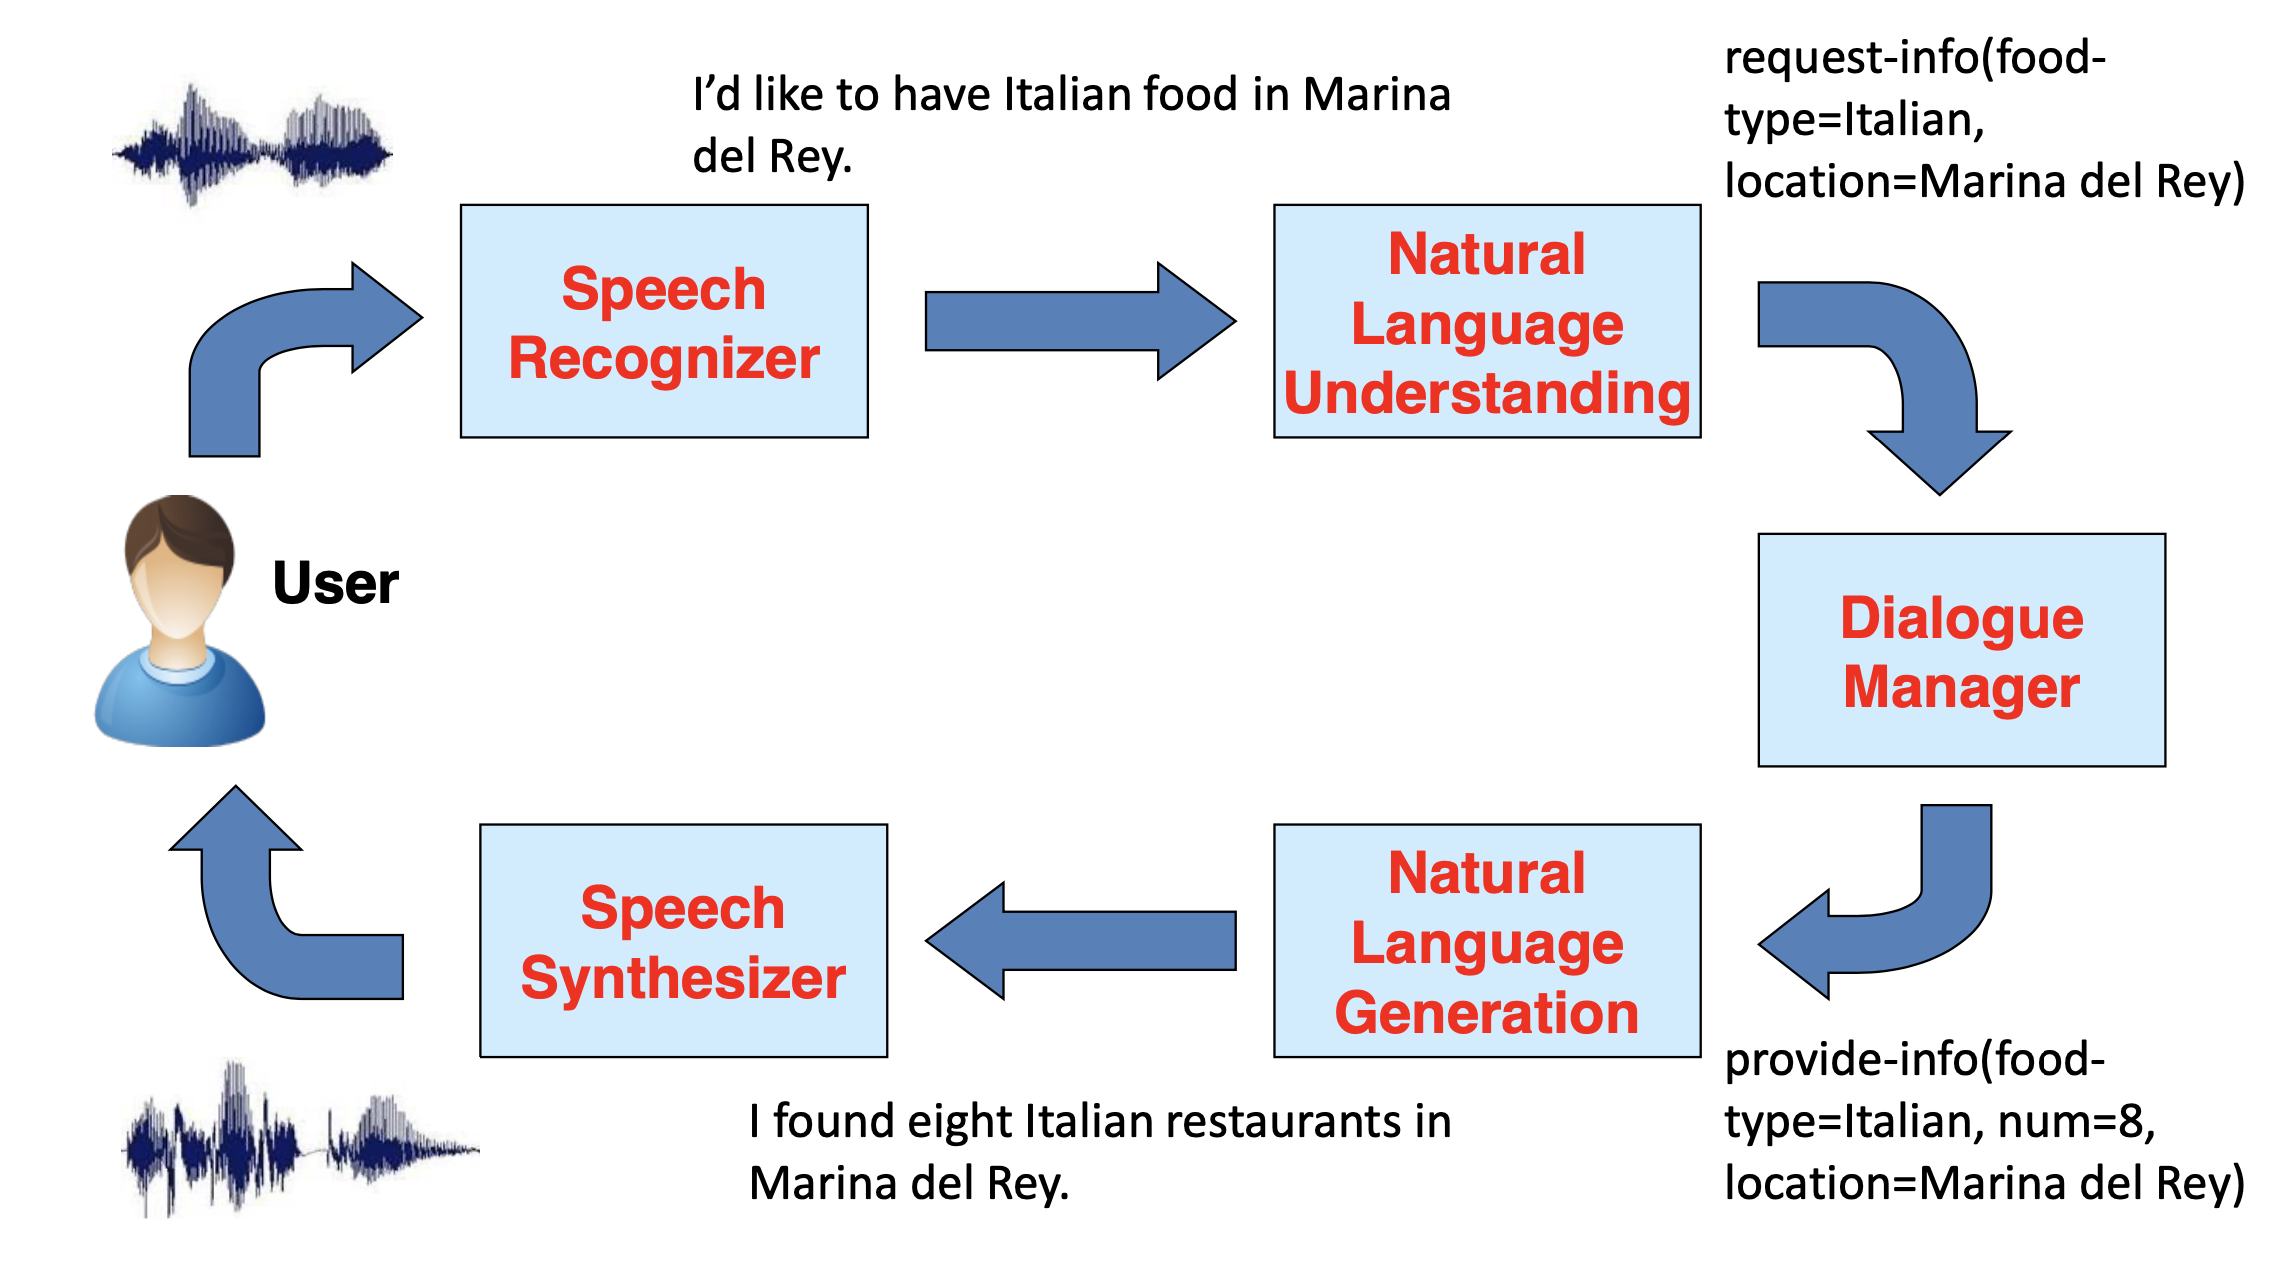 I’d like to have Italian food in Marina
del Rey.
request-info(food-
type=Italian,
location=Marina del Rey)
Speech
Recognizer
Natural
Language
Understanding
User
Dialogue
Manager
Speech
Synthesizer
Natural
Language
Generation
I found eight Italian restaurants in
Marina del Rey.
provide-info(food-
type=Italian, num=8,
location=Marina del Rey)